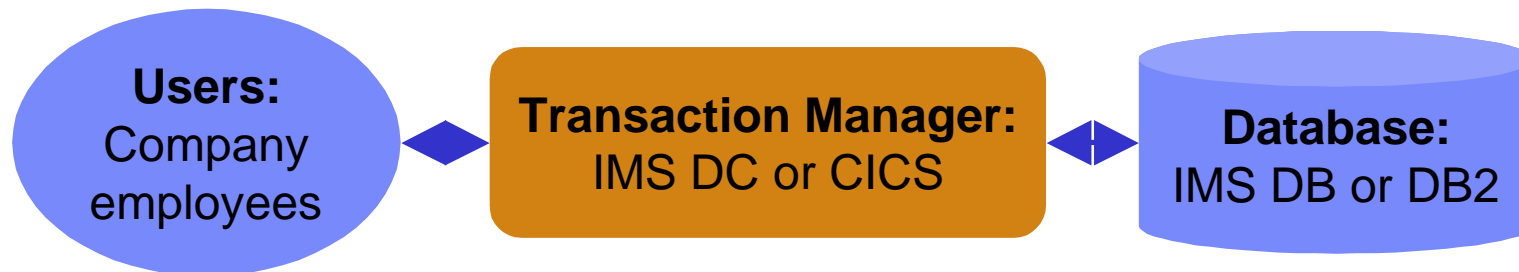 Users:
Company
employees
Transaction Manager:
IMS DC or CICS
Database:
IMS DB or DB2